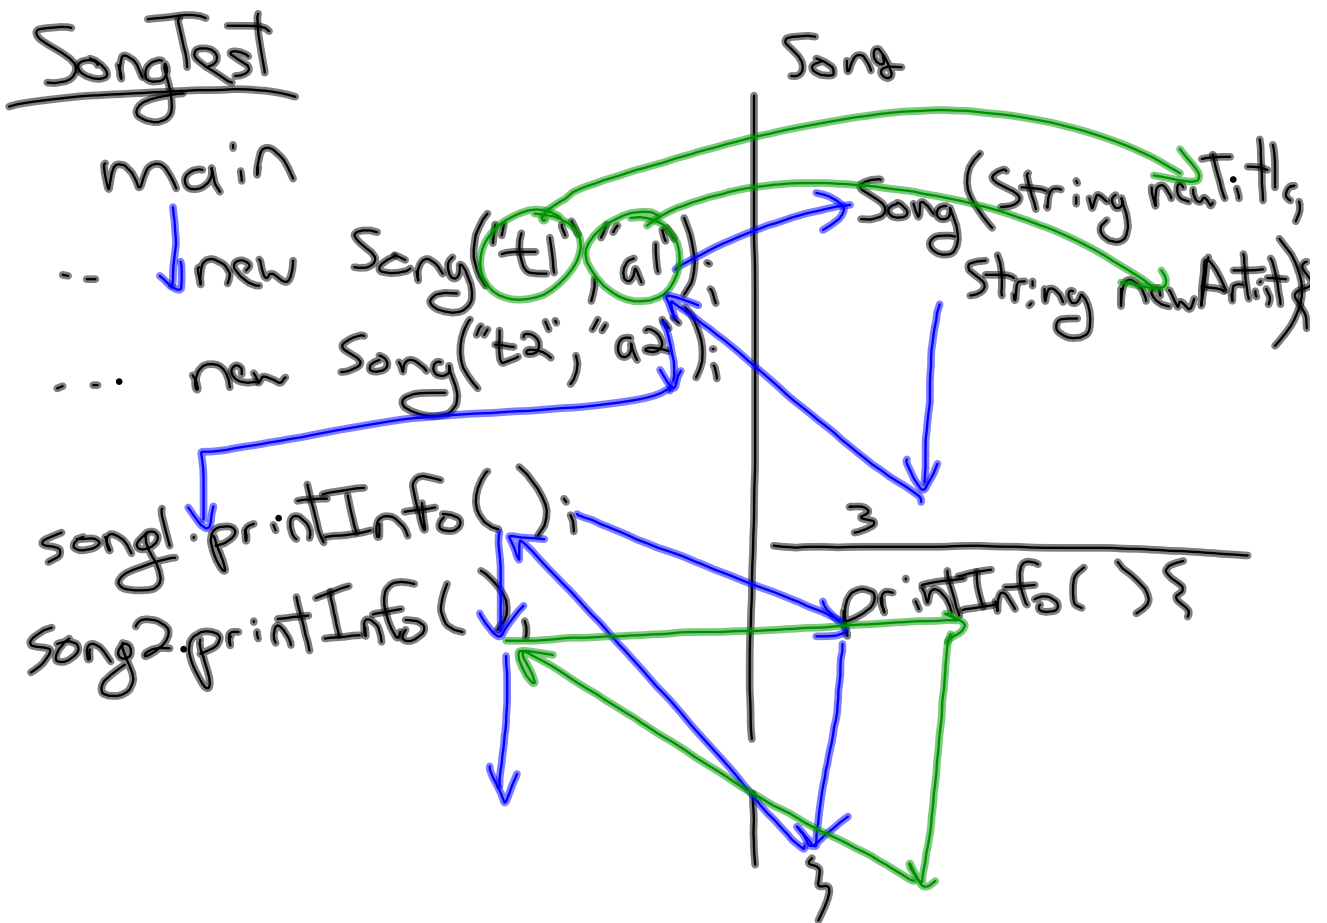 SongTest
main
... new Song("t1", "a1");
... new Song("t2", "a2");
song1.printInfo();
song2.printInfo();
Song
Song(String newTitle,
String newArtist){
}
printInfo(){
}